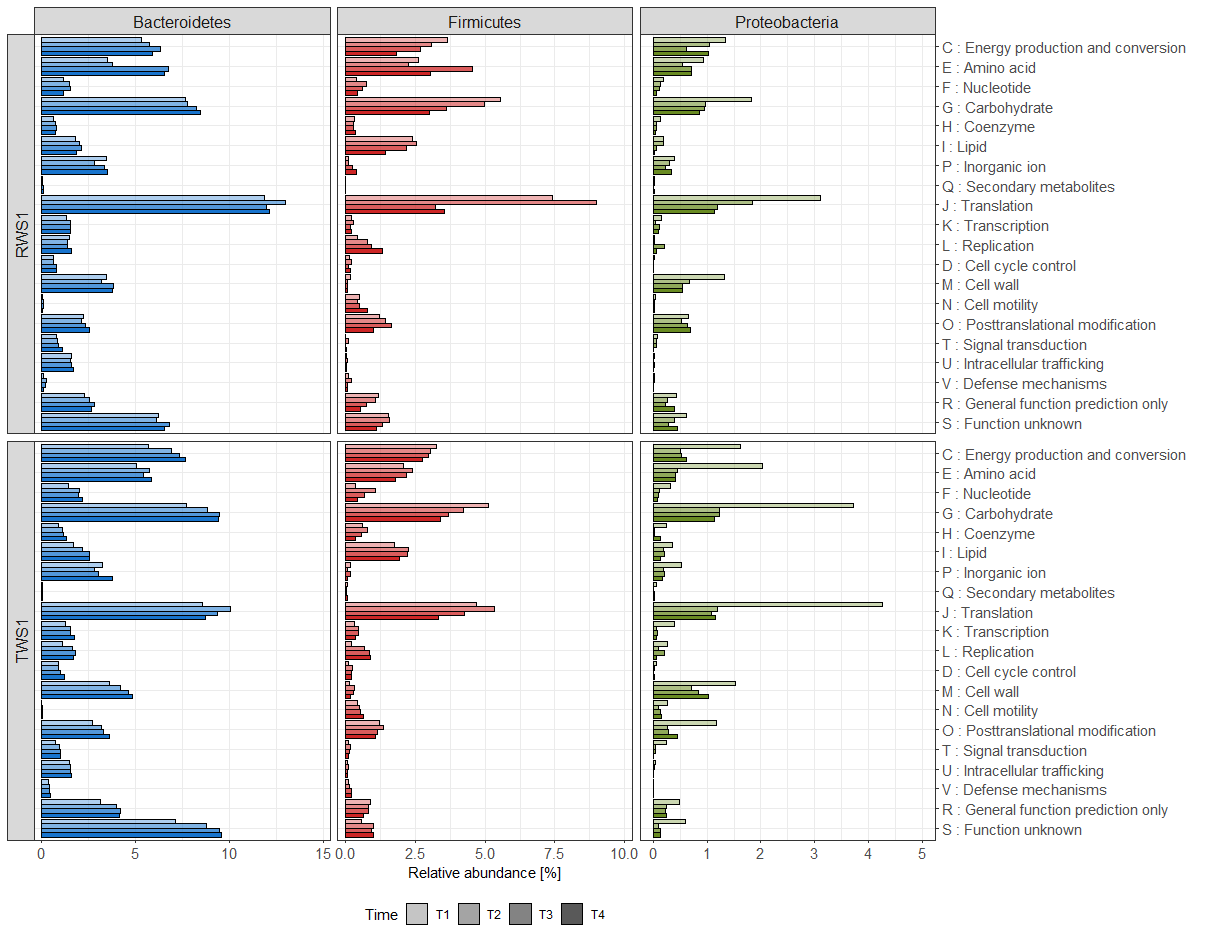 Bacteroidetes Firmicutes Proteobacteria
RWS1
C : Energy production and conversion
E : Amino acid
F : Nucleotide
G : Carbohydrate
H : Coenzyme
I : Lipid
P : Inorganic ion
Q : Secondary metabolites
J : Translation
K : Transcription
L : Replication
D : Cell cycle control
M : Cell wall
N : Cell motility
O : Posttranslational modification
T : Signal transduction
U : Intracellular trafficking
V : Defense mechanisms
R : General function prediction only
S : Function unknown
TWS1
C : Energy production and conversion
E : Amino acid
F : Nucleotide
G : Carbohydrate
H : Coenzyme
I : Lipid
P : Inorganic ion
Q : Secondary metabolites
J : Translation
K : Transcription
L : Replication
D : Cell cycle control
M : Cell wall
N : Cell motility
O : Posttranslational modification
T : Signal transduction
U : Intracellular trafficking
V : Defense mechanisms
R : General function prediction only
S : Function unknown
0 5 10 15 0.0 2.5 5.0 7.5 10.0 0 1 2 3 4 5
Relative abundance [%]
Time T1 T2 T3 T4